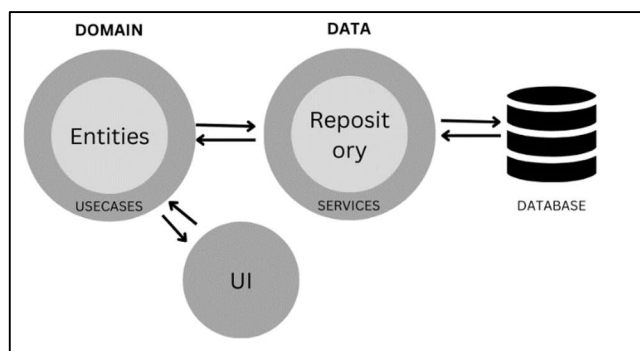 DOMAIN
DATA
Entities
Reposit
ory
USECASES
SERVICES
DATABASE
UI